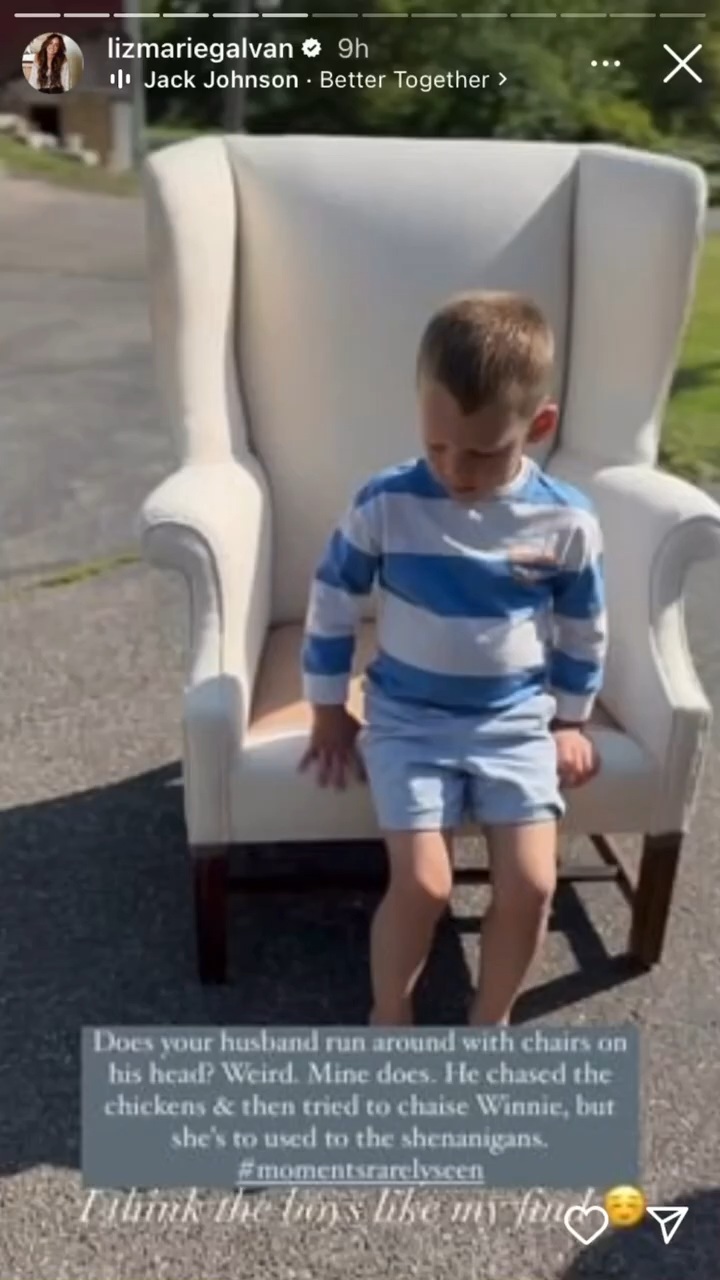 lizmariegalvan 9h
Jack Johnson · Better Together >
Does your husband run around with chairs on
his head? Weird. Mine does. He chased the
chickens & then tried to chaise Winnie, but
she's to used to the shenanigans.
#momentsrarelyseen
I think the boys like my find